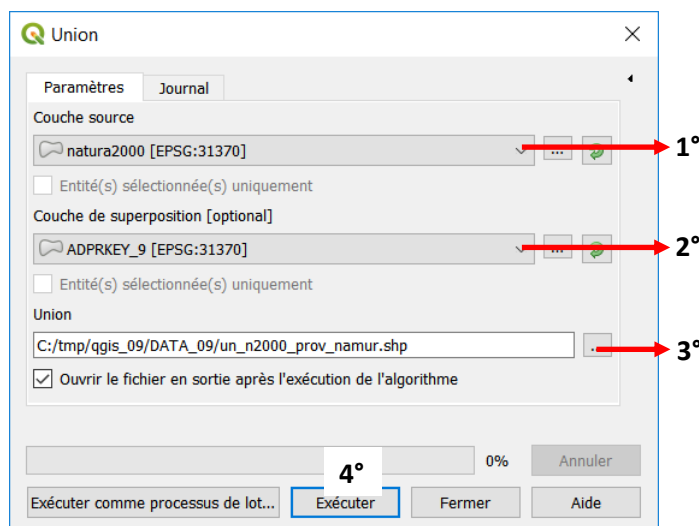 Union
Paramètres Journal
Couche source
natura2000 [EPSG:31370] ... 1°
Entité(s) sélectionnée(s) uniquement
Couche de superposition [optional]
ADPRKEY_9 [EPSG:31370] ... 2°
Entité(s) sélectionnée(s) uniquement
Union
C:/tmp/qgis_09/DATA_09/un_n2000_prov_namur.shp ... 3°
Ouvrir le fichier en sortie après l'exécution de l'algorithme
0% Annuler
4°
Exécuter comme processus de lot... Exécuter Fermer Aide